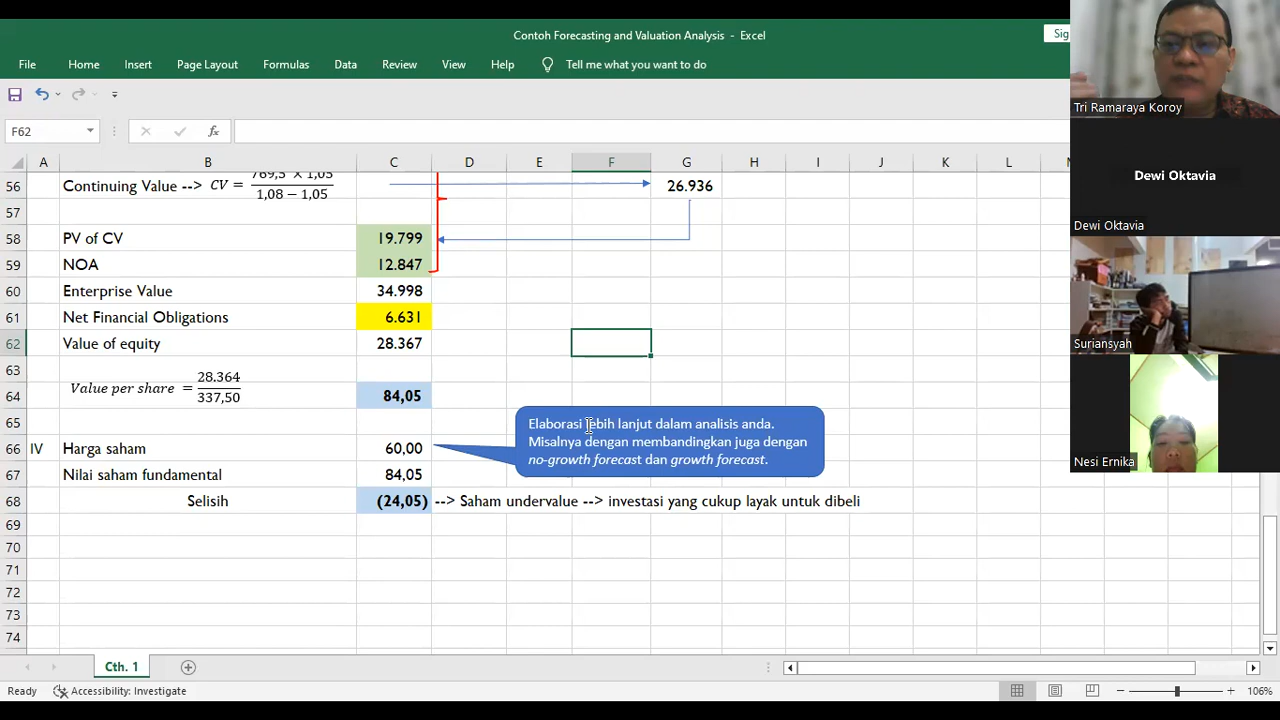 Contoh Forecasting and Valuation Analysis - Excel
Sig
File Home Insert Page Layout Formulas Data Review View Help Tell me what you want to do
F62
A B C D E F G H I J K L
56 Continuing Value --> CV = 769,5 × 1,05 / 1,08 − 1,05 26.936
57
58 PV of CV 19.799
59 NOA 12.847
60 Enterprise Value 34.998
61 Net Financial Obligations 6.631
62 Value of equity 28.367
63
64 Value per share = 28.364 / 337,50 84,05
65
66 IV Harga saham 60,00
67 Nilai saham fundamental 84,05
68 Selisih (24,05) --> Saham undervalue --> investasi yang cukup layak untuk dibeli
69
70
71
72
73
74
Elaborasi lebih lanjut dalam analisis anda.
Misalnya dengan membandingkan juga dengan
no-growth forecast dan growth forecast.
Cth. 1
Ready Accessibility: Investigate 106%
Tri Ramaraya Koroy
Dewi Oktavia
Dewi Oktavia
Suriansyah
Nesi Ernika